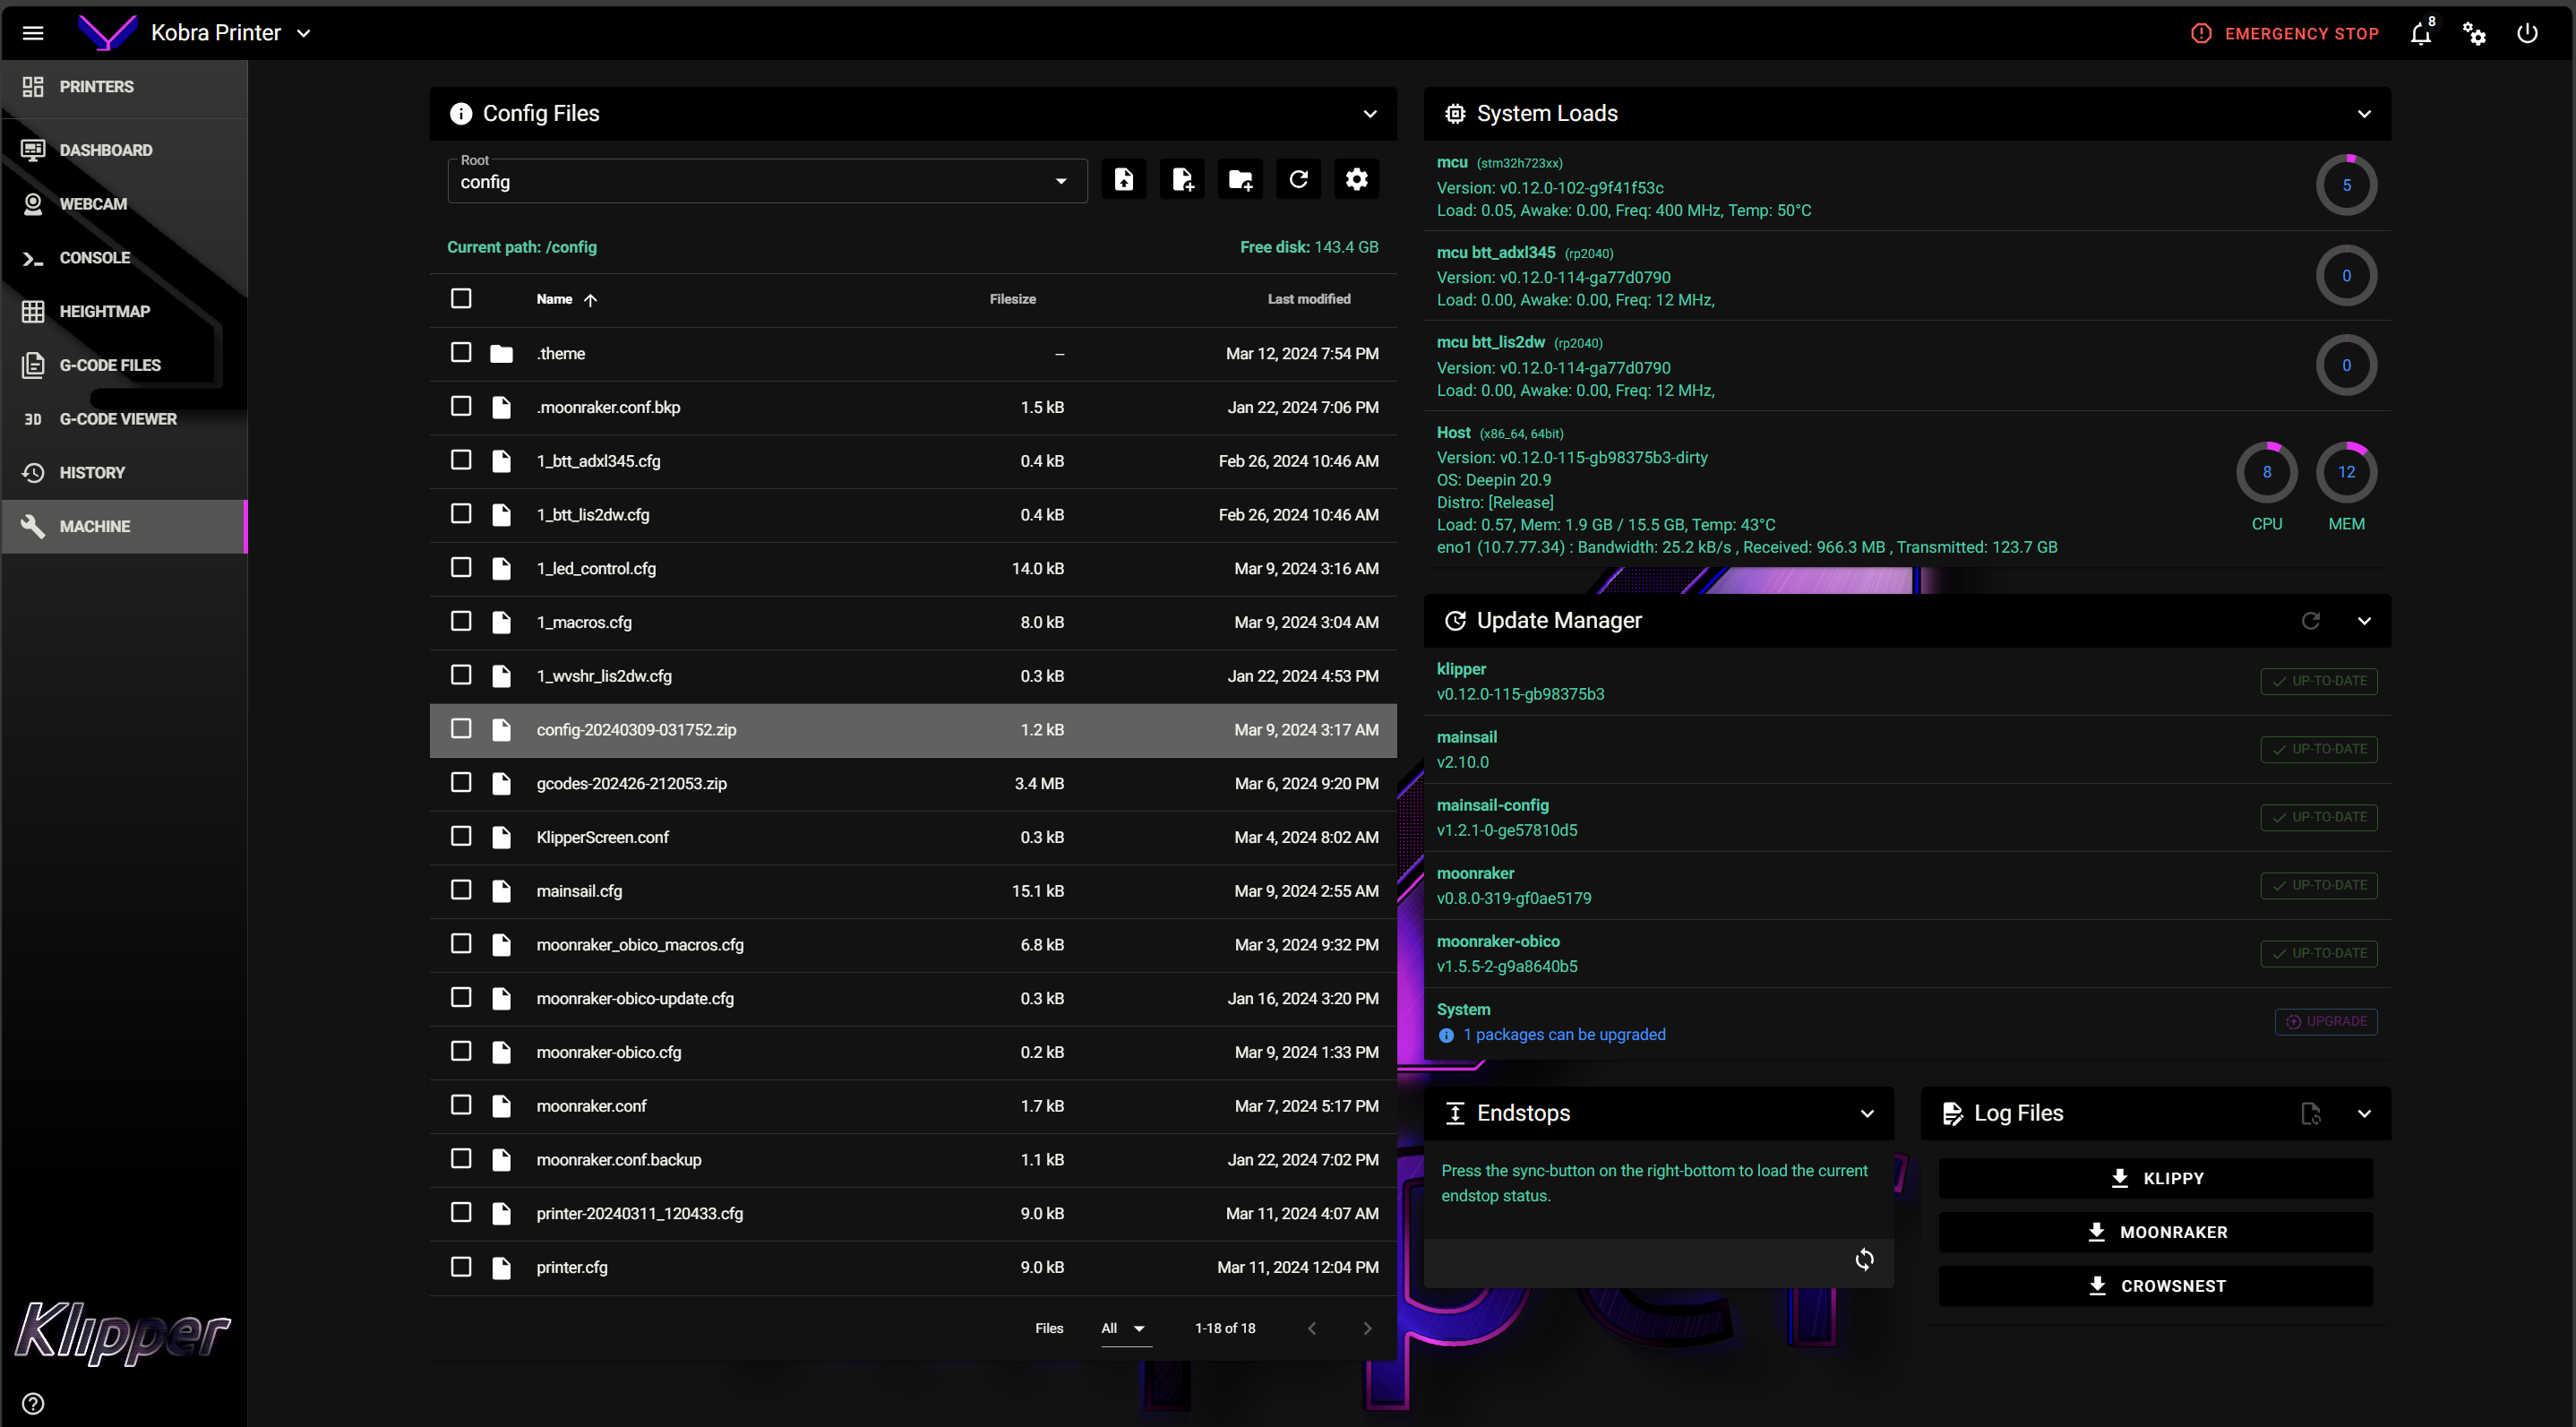 Kobra Printer
EMERGENCY STOP
8
PRINTERS
DASHBOARD
WEBCAM
CONSOLE
HEIGHTMAP
G-CODE FILES
3D G-CODE VIEWER
HISTORY
MACHINE
Klipper
Config Files
Root
config
Current path: /config
Free disk: 143.4 GB
Name Filesize Last modified
.theme -- Mar 12, 2024 7:54 PM
.moonraker.conf.bkp 1.5 kB Jan 22, 2024 7:06 PM
1_btt_adxl345.cfg 0.4 kB Feb 26, 2024 10:46 AM
1_btt_lis2dw.cfg 0.4 kB Feb 26, 2024 10:46 AM
1_led_control.cfg 14.0 kB Mar 9, 2024 3:16 AM
1_macros.cfg 8.0 kB Mar 9, 2024 3:04 AM
1_wvshr_lis2dw.cfg 0.3 kB Jan 22, 2024 4:53 PM
config-20240309-031752.zip 1.2 kB Mar 9, 2024 3:17 AM
gcodes-202426-212053.zip 3.4 MB Mar 6, 2024 9:20 PM
KlipperScreen.conf 0.3 kB Mar 4, 2024 8:02 AM
mainsail.cfg 15.1 kB Mar 9, 2024 2:55 AM
moonraker_obico_macros.cfg 6.8 kB Mar 3, 2024 9:32 PM
moonraker-obico-update.cfg 0.3 kB Jan 16, 2024 3:20 PM
moonraker-obico.cfg 0.2 kB Mar 9, 2024 1:33 PM
moonraker.conf 1.7 kB Mar 7, 2024 5:17 PM
moonraker.conf.backup 1.1 kB Jan 22, 2024 7:02 PM
printer-20240311_120433.cfg 9.0 kB Mar 11, 2024 4:07 AM
printer.cfg 9.0 kB Mar 11, 2024 12:04 PM
Files All 1-18 of 18
System Loads
mcu (stm32h723xx)
Version: v0.12.0-102-g9f41f53c
Load: 0.05, Awake: 0.00, Freq: 400 MHz, Temp: 50°C
5
mcu btt_adxl345 (rp2040)
Version: v0.12.0-114-ga77d0790
Load: 0.00, Awake: 0.00, Freq: 12 MHz,
0
mcu btt_lis2dw (rp2040)
Version: v0.12.0-114-ga77d0790
Load: 0.00, Awake: 0.00, Freq: 12 MHz,
0
Host (x86_64, 64bit)
Version: v0.12.0-115-gb98375b3-dirty
OS: Deepin 20.9
Distro: [Release]
Load: 0.57, Mem: 1.9 GB / 15.5 GB, Temp: 43°C
eno1 (10.7.77.34) : Bandwidth: 25.2 kB/s , Received: 966.3 MB , Transmitted: 123.7 GB
8 12
CPU MEM
Update Manager
klipper
v0.12.0-115-gb98375b3
UP-TO-DATE
mainsail
v2.10.0
UP-TO-DATE
mainsail-config
v1.2.1-0-ge57810d5
UP-TO-DATE
moonraker
v0.8.0-319-gf0ae5179
UP-TO-DATE
moonraker-obico
v1.5.5-2-g9a8640b5
UP-TO-DATE
System
1 packages can be upgraded
UPGRADE
Endstops
Press the sync-button on the right-bottom to load the current
endstop status.
Log Files
KLIPPY
MOONRAKER
CROWSNEST